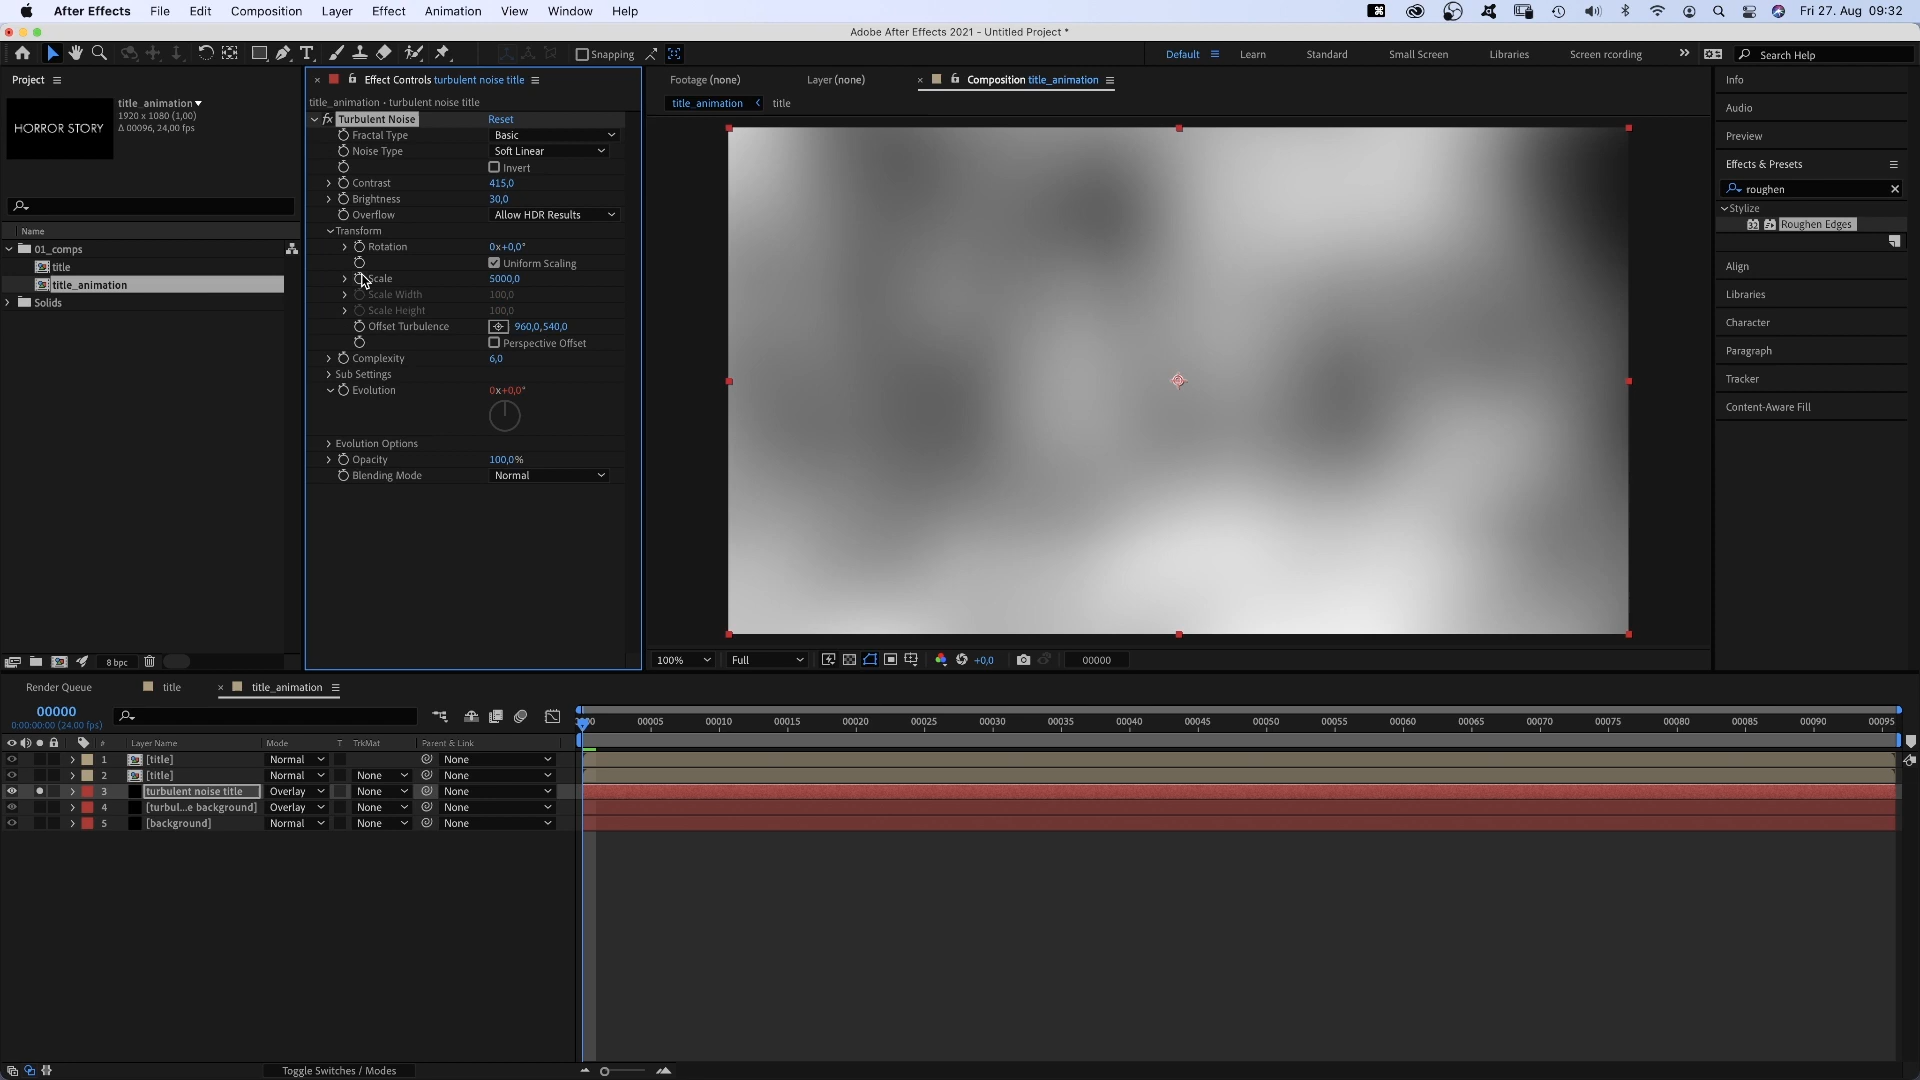 After Effects File Edit Composition Layer Effect Animation View Window Help Fri 27. Aug 09:32
Adobe After Effects 2021 - Untitled Project *
Snapping Default Learn Standard Small Screen Libraries Screen rcording Search Help
Project
title_animation
1920 x 1080 (1,00)
Δ 00096, 24,00 fps
HORROR STORY
Name
01_comps
title
title_animation
Solids
8 bpc
Effect Controls turbulent noise title
title_animation • turbulent noise title
fx Turbulent Noise Reset
Fractal Type Basic
Noise Type Soft Linear
Invert
Contrast 415,0
Brightness 30,0
Overflow Allow HDR Results
Transform
Rotation 0x+0,0°
Uniform Scaling
Scale 5000,0
Scale Width 100,0
Scale Height 100,0
Offset Turbulence 960,0,540,0
Perspective Offset
Complexity 6,0
Sub Settings
Evolution 0x+0,0°
Evolution Options
Opacity 100,0%
Blending Mode Normal
Footage (none) Layer (none) Composition title_animation
title_animation title
100% Full +0,0 00000
Info
Audio
Preview
Effects & Presets
roughen
Stylize
32 Roughen Edges
Align
Libraries
Character
Paragraph
Tracker
Content-Aware Fill
Render Queue title title_animation
00000
0:00:00:00 (24.00 fps)
00005 00010 00015 00020 00025 00030 00035 00040 00045 00050 00055 00060 00065 00070 00075 00080 00085 00090 00095
# Layer Name Mode T TrkMat Parent & Link
1 [title] Normal None
2 [title] Normal None None
3 turbulent noise title Overlay None None
4 [turbul...e background] Overlay None None
5 [background] Normal None None
Toggle Switches / Modes